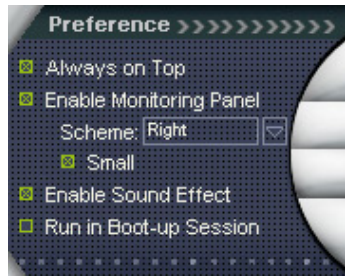 Preference >>>>>>>>>>>
Always on Top
Enable Monitoring Panel
Scheme: Right
Small
Enable Sound Effect
Run in Boot-up Session